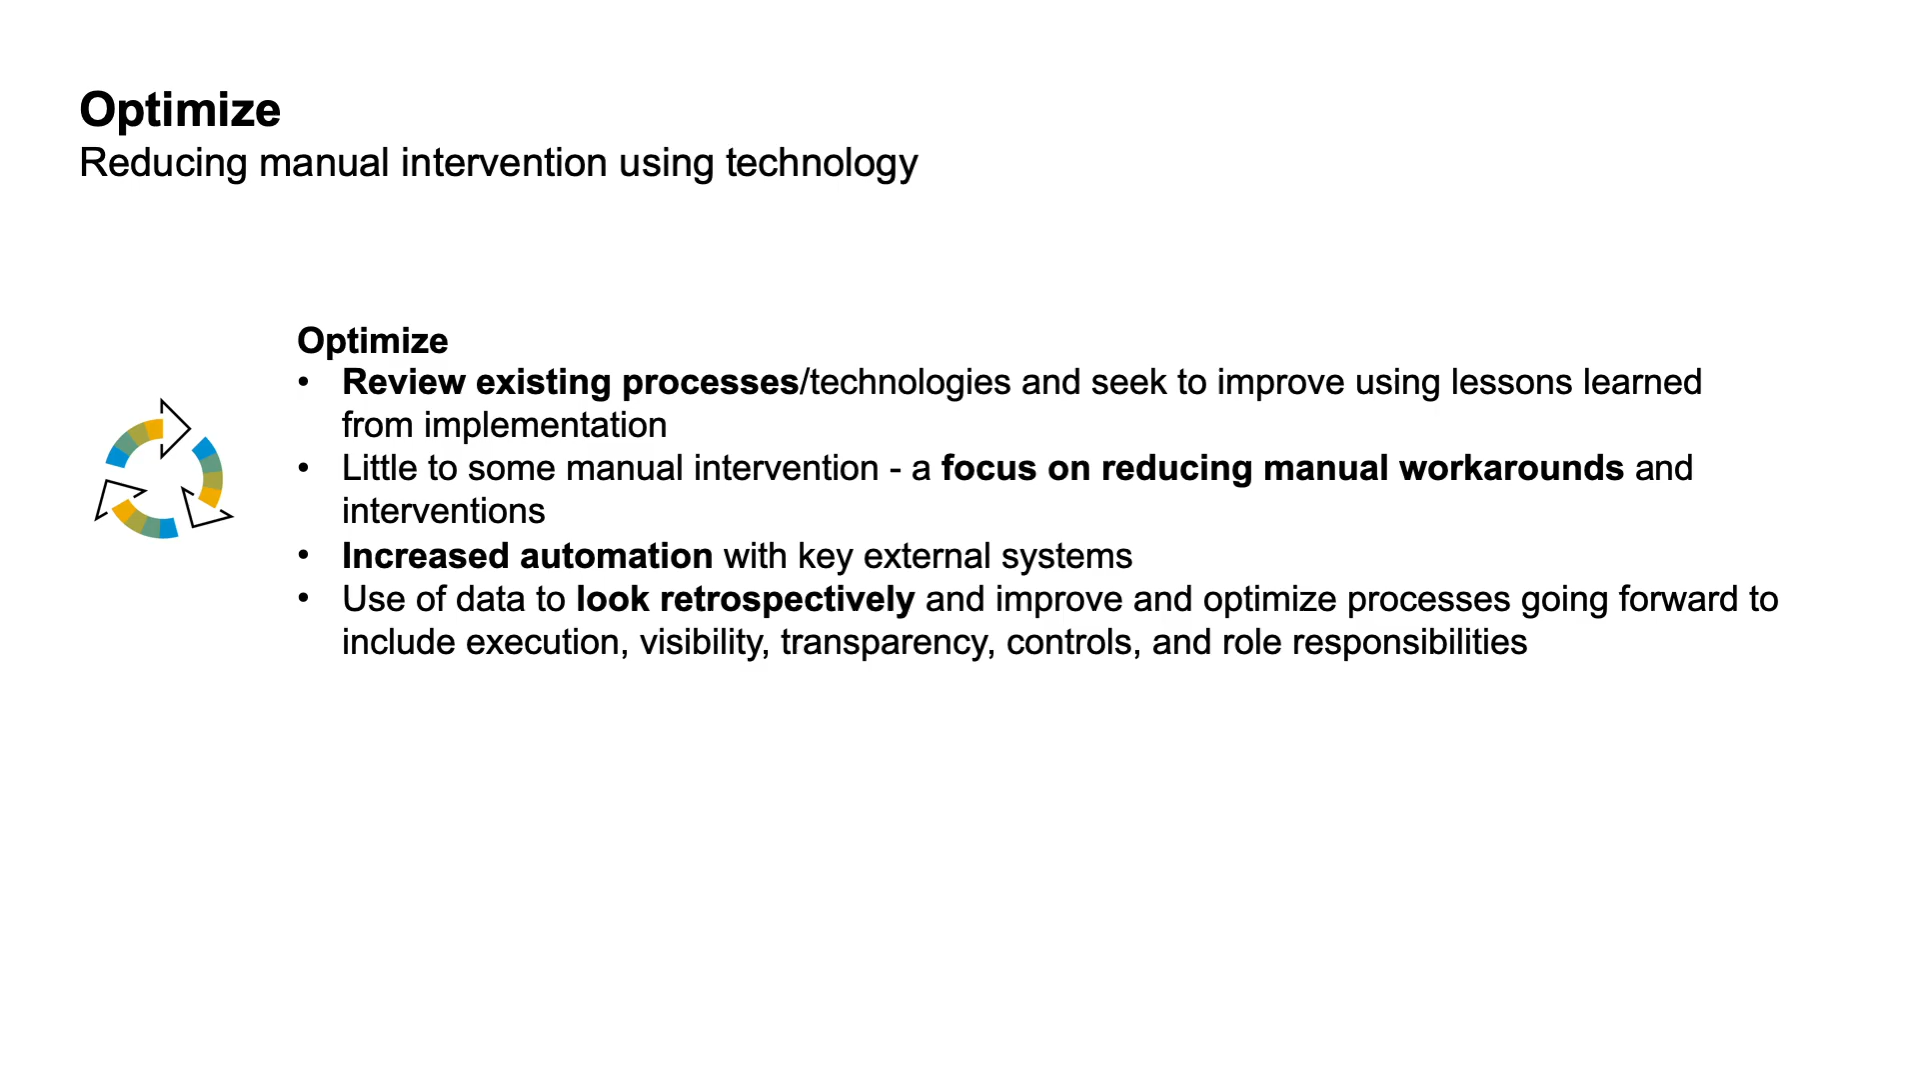 Optimize
Reducing manual intervention using technology
Optimize
• Review existing processes/technologies and seek to improve using lessons learned
from implementation
• Little to some manual intervention - a focus on reducing manual workarounds and
interventions
• Increased automation with key external systems
• Use of data to look retrospectively and improve and optimize processes going forward to
include execution, visibility, transparency, controls, and role responsibilities